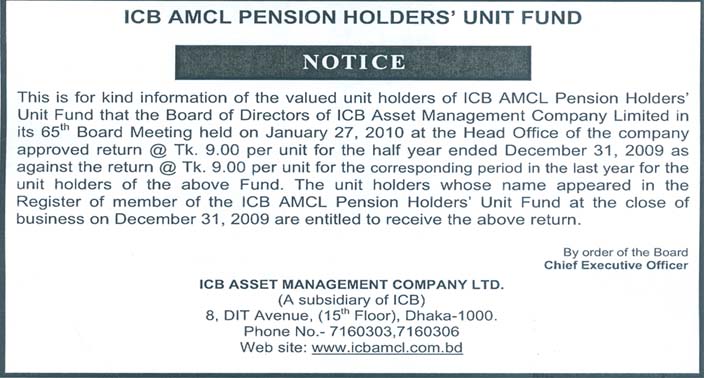 ICB AMCL PENSION HOLDERS' UNIT FUND
NOTICE
This is for kind information of the valued unit holders of ICB AMCL Pension Holders'
Unit Fund that the Board of Directors of ICB Asset Management Company Limited in
its 65th Board Meeting held on January 27, 2010 at the Head Office of the company
approved return @ Tk. 9.00 per unit for the half year ended December 31, 2009 as
against the return @ Tk. 9.00 per unit for the corresponding period in the last year for the
unit holders of the above Fund. The unit holders whose name appeared in the
Register of member of the ICB AMCL Pension Holders' Unit Fund at the close of
business on December 31, 2009 are entitled to receive the above return.
By order of the Board
Chief Executive Officer
ICB ASSET MANAGEMENT COMPANY LTD.
(A subsidiary of ICB)
8, DIT Avenue, (15th Floor), Dhaka-1000.
Phone No.- 7160303,7160306
Web site: www.icbamcl.com.bd